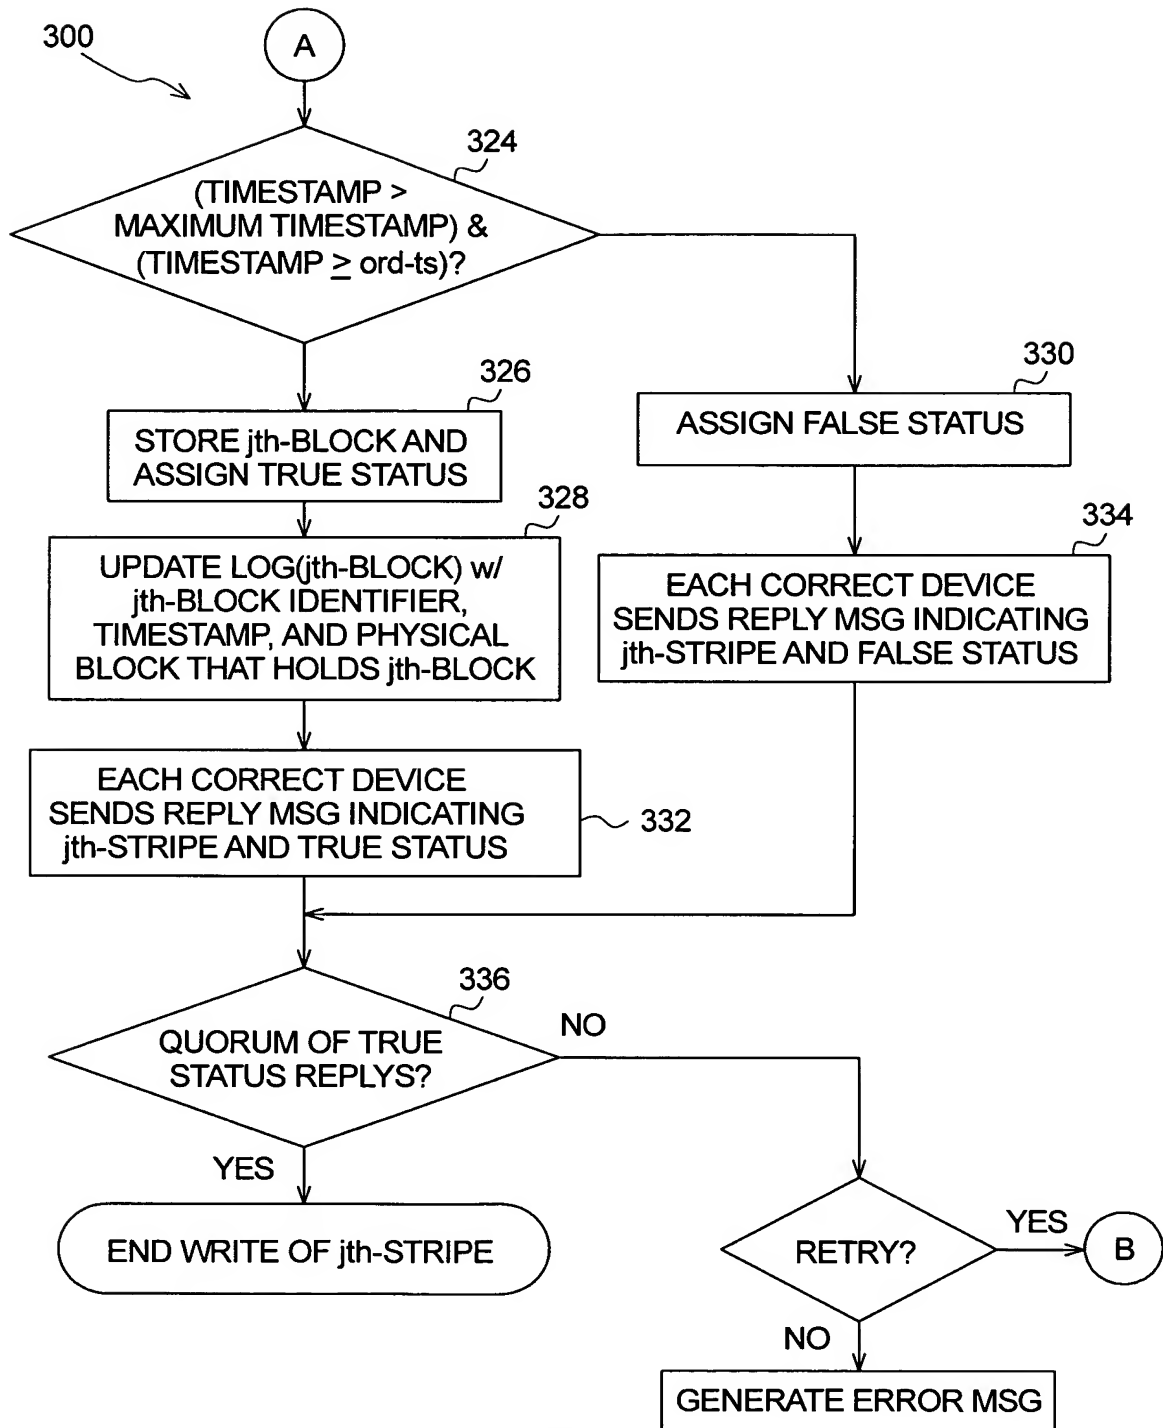 300
A
324
(TIMESTAMP >
MAXIMUM TIMESTAMP) &
(TIMESTAMP ≥ ord-ts)?
326
STORE jth-BLOCK AND
ASSIGN TRUE STATUS
330
ASSIGN FALSE STATUS
328
UPDATE LOG(jth-BLOCK) w/
jth-BLOCK IDENTIFIER,
TIMESTAMP, AND PHYSICAL
BLOCK THAT HOLDS jth-BLOCK
334
EACH CORRECT DEVICE
SENDS REPLY MSG INDICATING
jth-STRIPE AND FALSE STATUS
EACH CORRECT DEVICE
SENDS REPLY MSG INDICATING
jth-STRIPE AND TRUE STATUS
332
336
QUORUM OF TRUE
STATUS REPLYS?
NO
YES
END WRITE OF jth-STRIPE
RETRY?
YES
B
NO
GENERATE ERROR MSG